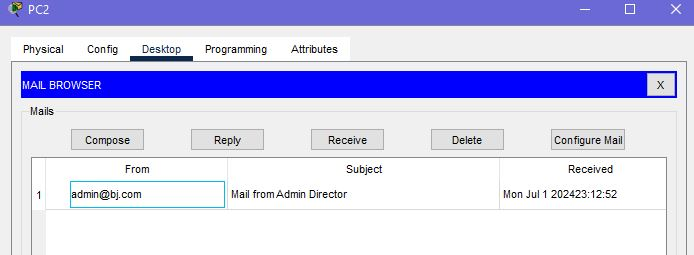 PC2
Physical Config Desktop Programming Attributes
MAIL BROWSER X
Mails
Compose Reply Receive Delete Configure Mail
From Subject Received
1 admin@bj.com Mail from Admin Director Mon Jul 1 202423:12:52